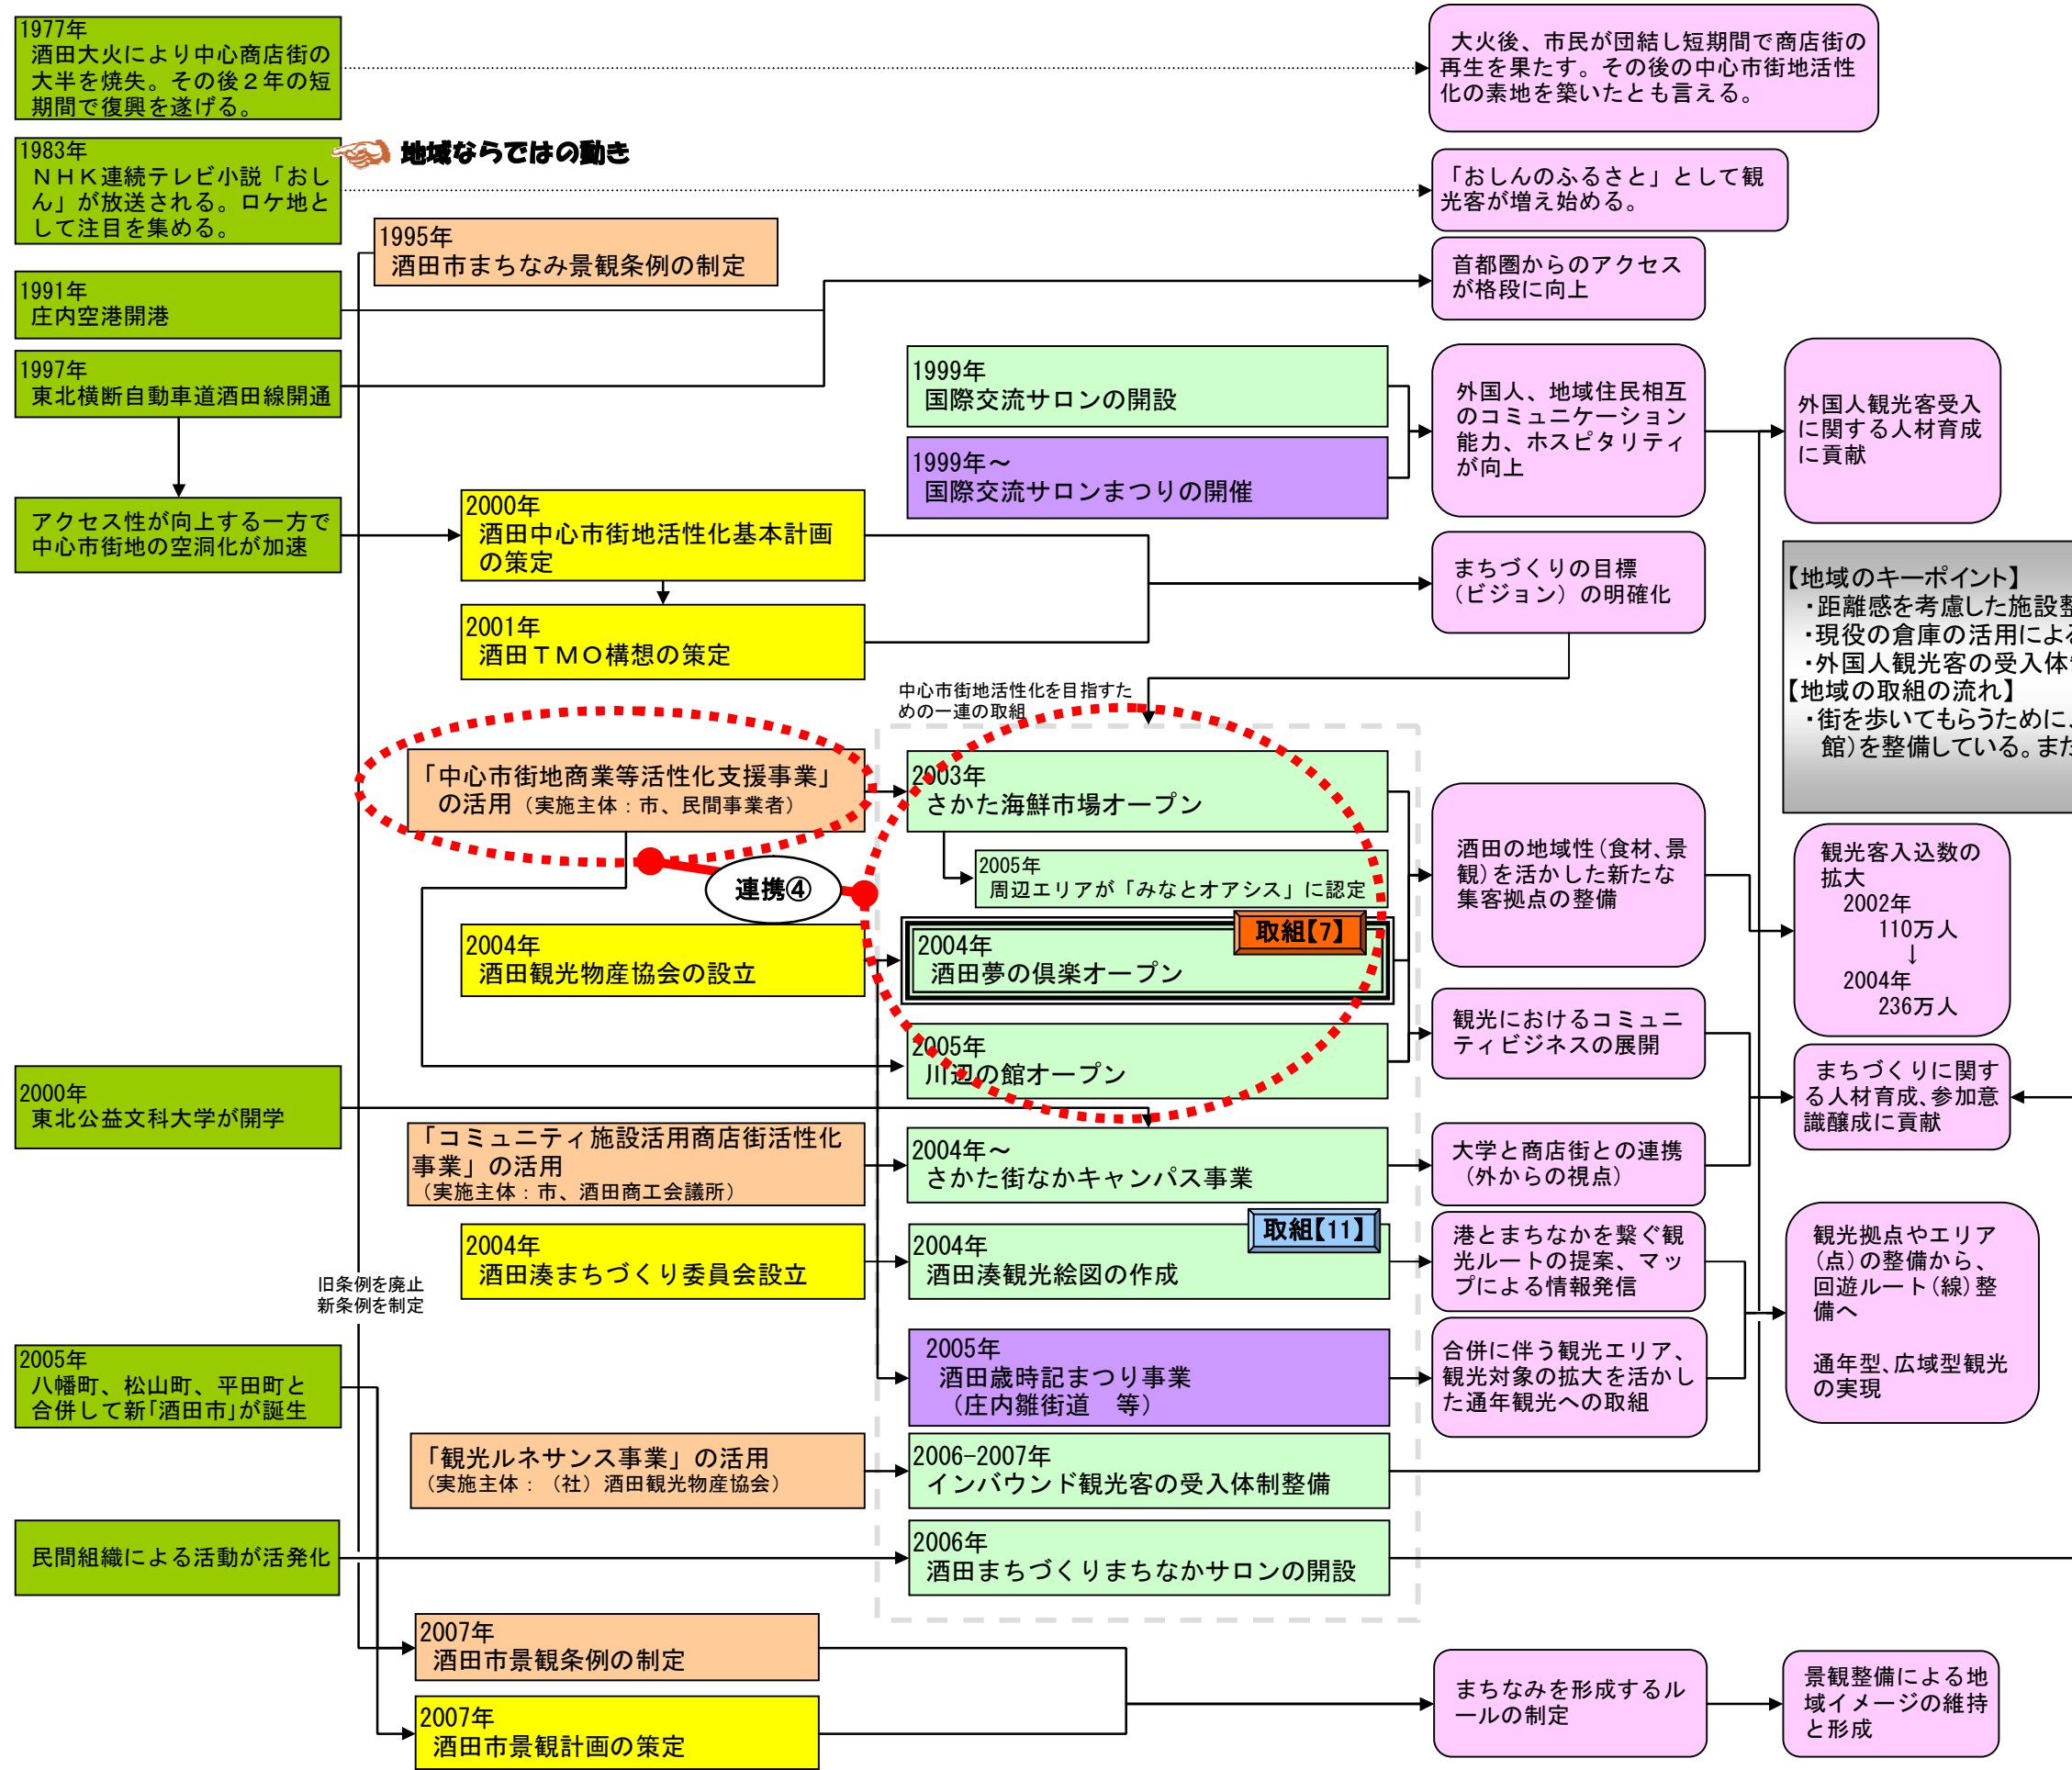 1977年
酒田大火により中心商店街の
大半を焼失。その後２年の短
期間で復興を遂げる。
大火後、市民が団結し短期間で商店街の
再生を果たす。その後の中心市街地活性
化の素地を築いたとも言える。
1983年
ＮＨＫ連続テレビ小説「おし
ん」が放送される。ロケ地と
して注目を集める。
地域ならではの動き
「おしんのふるさと」として観
光客が増え始める。
1995年
酒田市まちなみ景観条例の制定
首都圏からのアクセス
が格段に向上
1991年
庄内空港開港
1997年
東北横断自動車道酒田線開通
1999年
国際交流サロンの開設
1999年～
国際交流サロンまつりの開催
外国人、地域住民相互
のコミュニケーション
能力、ホスピタリティ
が向上
外国人観光客受入
に関する人材育成
に貢献
アクセス性が向上する一方で
中心市街地の空洞化が加速
2000年
酒田中心市街地活性化基本計画
の策定
2001年
酒田ＴＭＯ構想の策定
まちづくりの目標
（ビジョン）の明確化
【地域のキーポイント】
・距離感を考慮した施設整
・現役の倉庫の活用によ
・外国人観光客の受入体
【地域の取組の流れ】
・街を歩いてもらうために、
館）を整備している。また
中心市街地活性化を目指すた
めの一連の取組
「中心市街地商業等活性化支援事業」
の活用（実施主体：市、民間事業者）
2003年
さかた海鮮市場オープン
2005年
周辺エリアが「みなとオアシス」に認定
連携④
取組【7】
2004年
酒田観光物産協会の設立
2004年
酒田夢の倶楽オープン
2005年
川辺の館オープン
酒田の地域性（食材、景
観）を活かした新たな
集客拠点の整備
観光客入込数の
拡大
2002年
110万人
↓
2004年
236万人
観光におけるコミュニ
ティビジネスの展開
まちづくりに関す
る人材育成、参加意
識醸成に貢献
2000年
東北公益文科大学が開学
「コミュニティ施設活用商店街活性化
事業」の活用
（実施主体：市、酒田商工会議所）
2004年～
さかた街なかキャンパス事業
大学と商店街との連携
（外からの視点）
2004年
酒田湊まちづくり委員会設立
取組【11】
2004年
酒田湊観光絵図の作成
港とまちなかを繋ぐ観
光ルートの提案、マッ
プによる情報発信
観光拠点やエリア
（点）の整備から、
回遊ルート（線）整
備へ
通年型、広域型観光
の実現
旧条例を廃止
新条例を制定
2005年
八幡町、松山町、平田町と
合併して新「酒田市」が誕生
2005年
酒田歳時記まつり事業
（庄内雛街道　等）
合併に伴う観光エリア、
観光対象の拡大を活かし
た通年観光への取組
「観光ルネサンス事業」の活用
（実施主体：（社）酒田観光物産協会）
2006-2007年
インバウンド観光客の受入体制整備
民間組織による活動が活発化
2006年
酒田まちづくりまちなかサロンの開設
2007年
酒田市景観条例の制定
2007年
酒田市景観計画の策定
まちなみを形成するル
ールの制定
景観整備による地
域イメージの維持
と形成